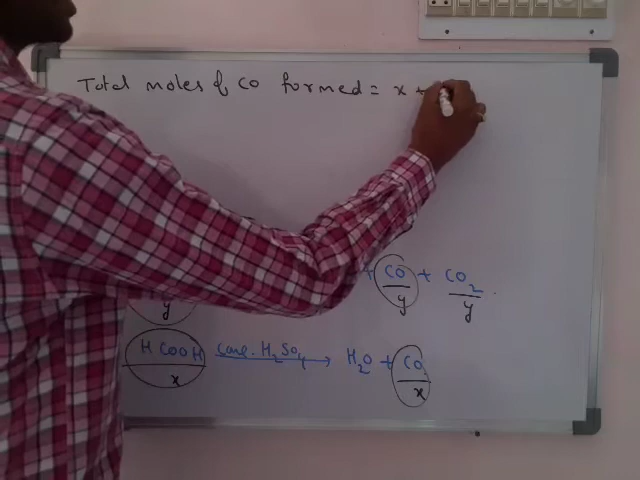 Total moles of CO formed = x +
+ CO + CO2
y y y
HCOOH conc. H2SO4 → H2O + CO
x x